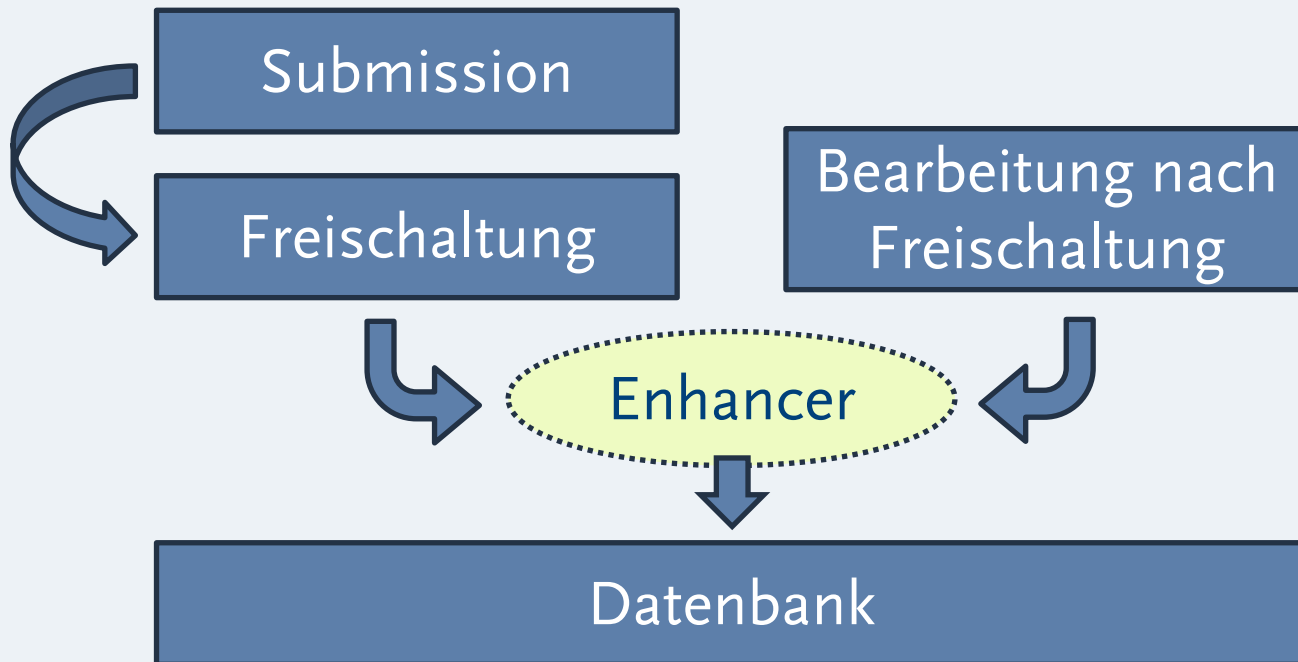 Submission
Freischaltung
Bearbeitung nach
Freischaltung
Enhancer
Datenbank